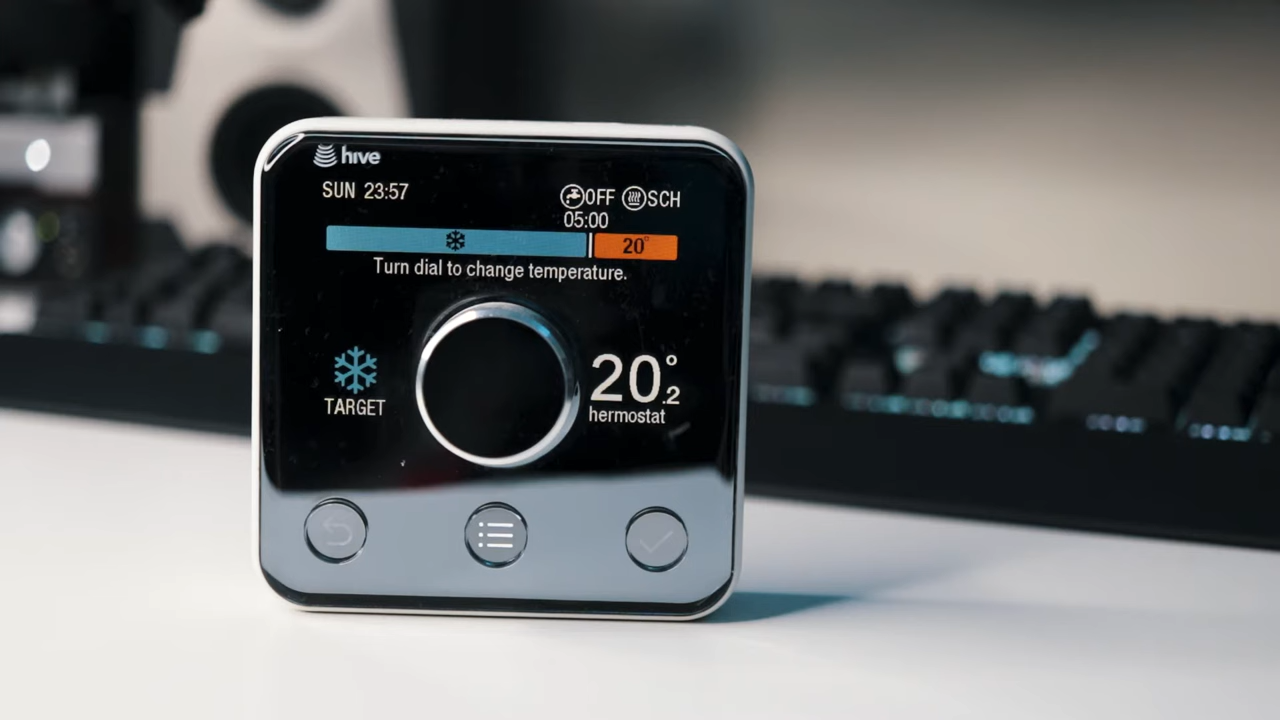 hive
SUN 23:57
OFF SCH
05:00
20°
Turn dial to change temperature.
20.2°
TARGET
hermostat